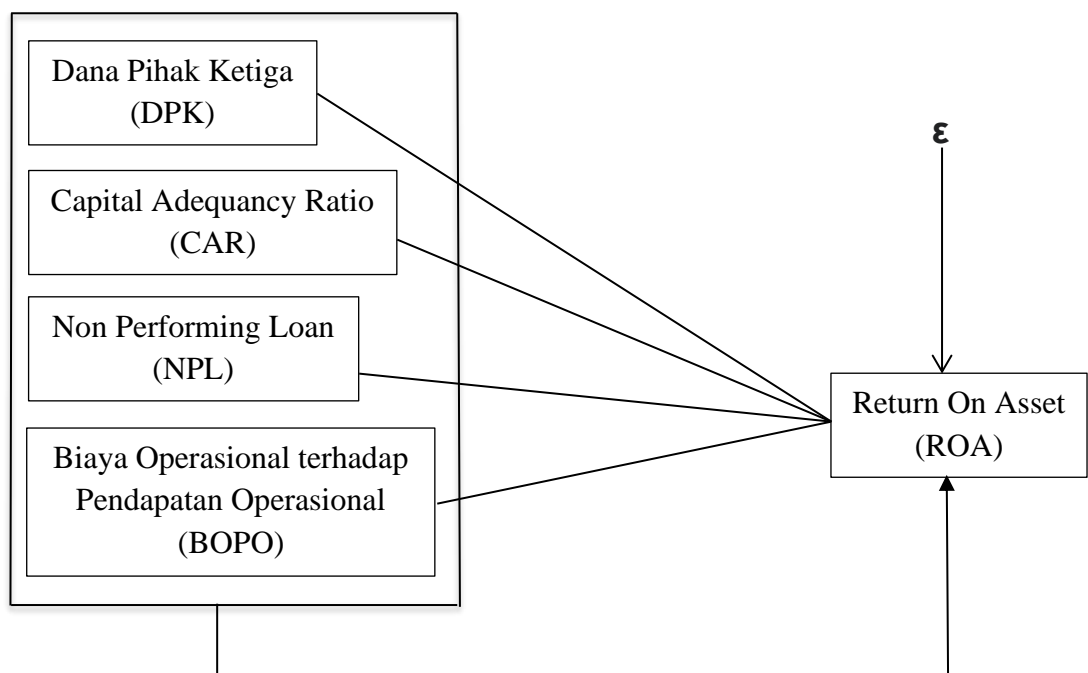 Dana Pihak Ketiga
(DPK)
Capital Adequancy Ratio
(CAR)
Non Performing Loan
(NPL)
Biaya Operasional terhadap
Pendapatan Operasional
(BOPO)
ε
Return On Asset
(ROA)